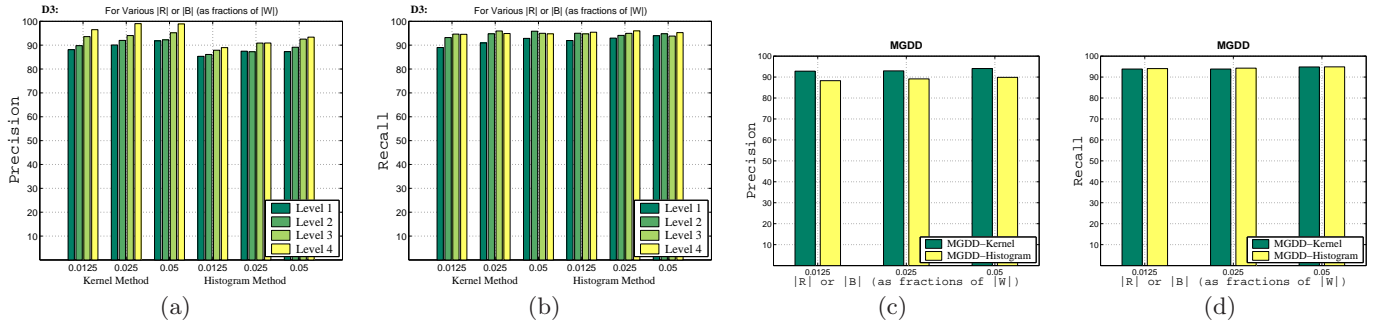 D3: For Various |R| or |B| (as fractions of |W|)
100
90
80
70
60
50
40
30
20
10
Precision
Level 1
Level 2
Level 3
Level 4
0.0125 0.025 0.05 0.0125 0.025 0.05
Kernel Method Histogram Method
(a)
D3: For Various |R| or |B| (as fractions of |W|)
100
90
80
70
60
50
40
30
20
10
Recall
Level 1
Level 2
Level 3
Level 4
0.0125 0.025 0.05 0.0125 0.025 0.05
Kernel Method Histogram Method
(b)
MGDD
100
90
80
70
60
50
40
30
20
10
Precision
MGDD−Kernel
MGDD−Histogram
0.0125 0.025 0.05
|R| or |B| (as fractions of |W|)
(c)
MGDD
100
90
80
70
60
50
40
30
20
10
Recall
MGDD−Kernel
MGDD−Histogram
0.0125 0.025 0.05
|R| or |B| (as fractions of |W|)
(d)